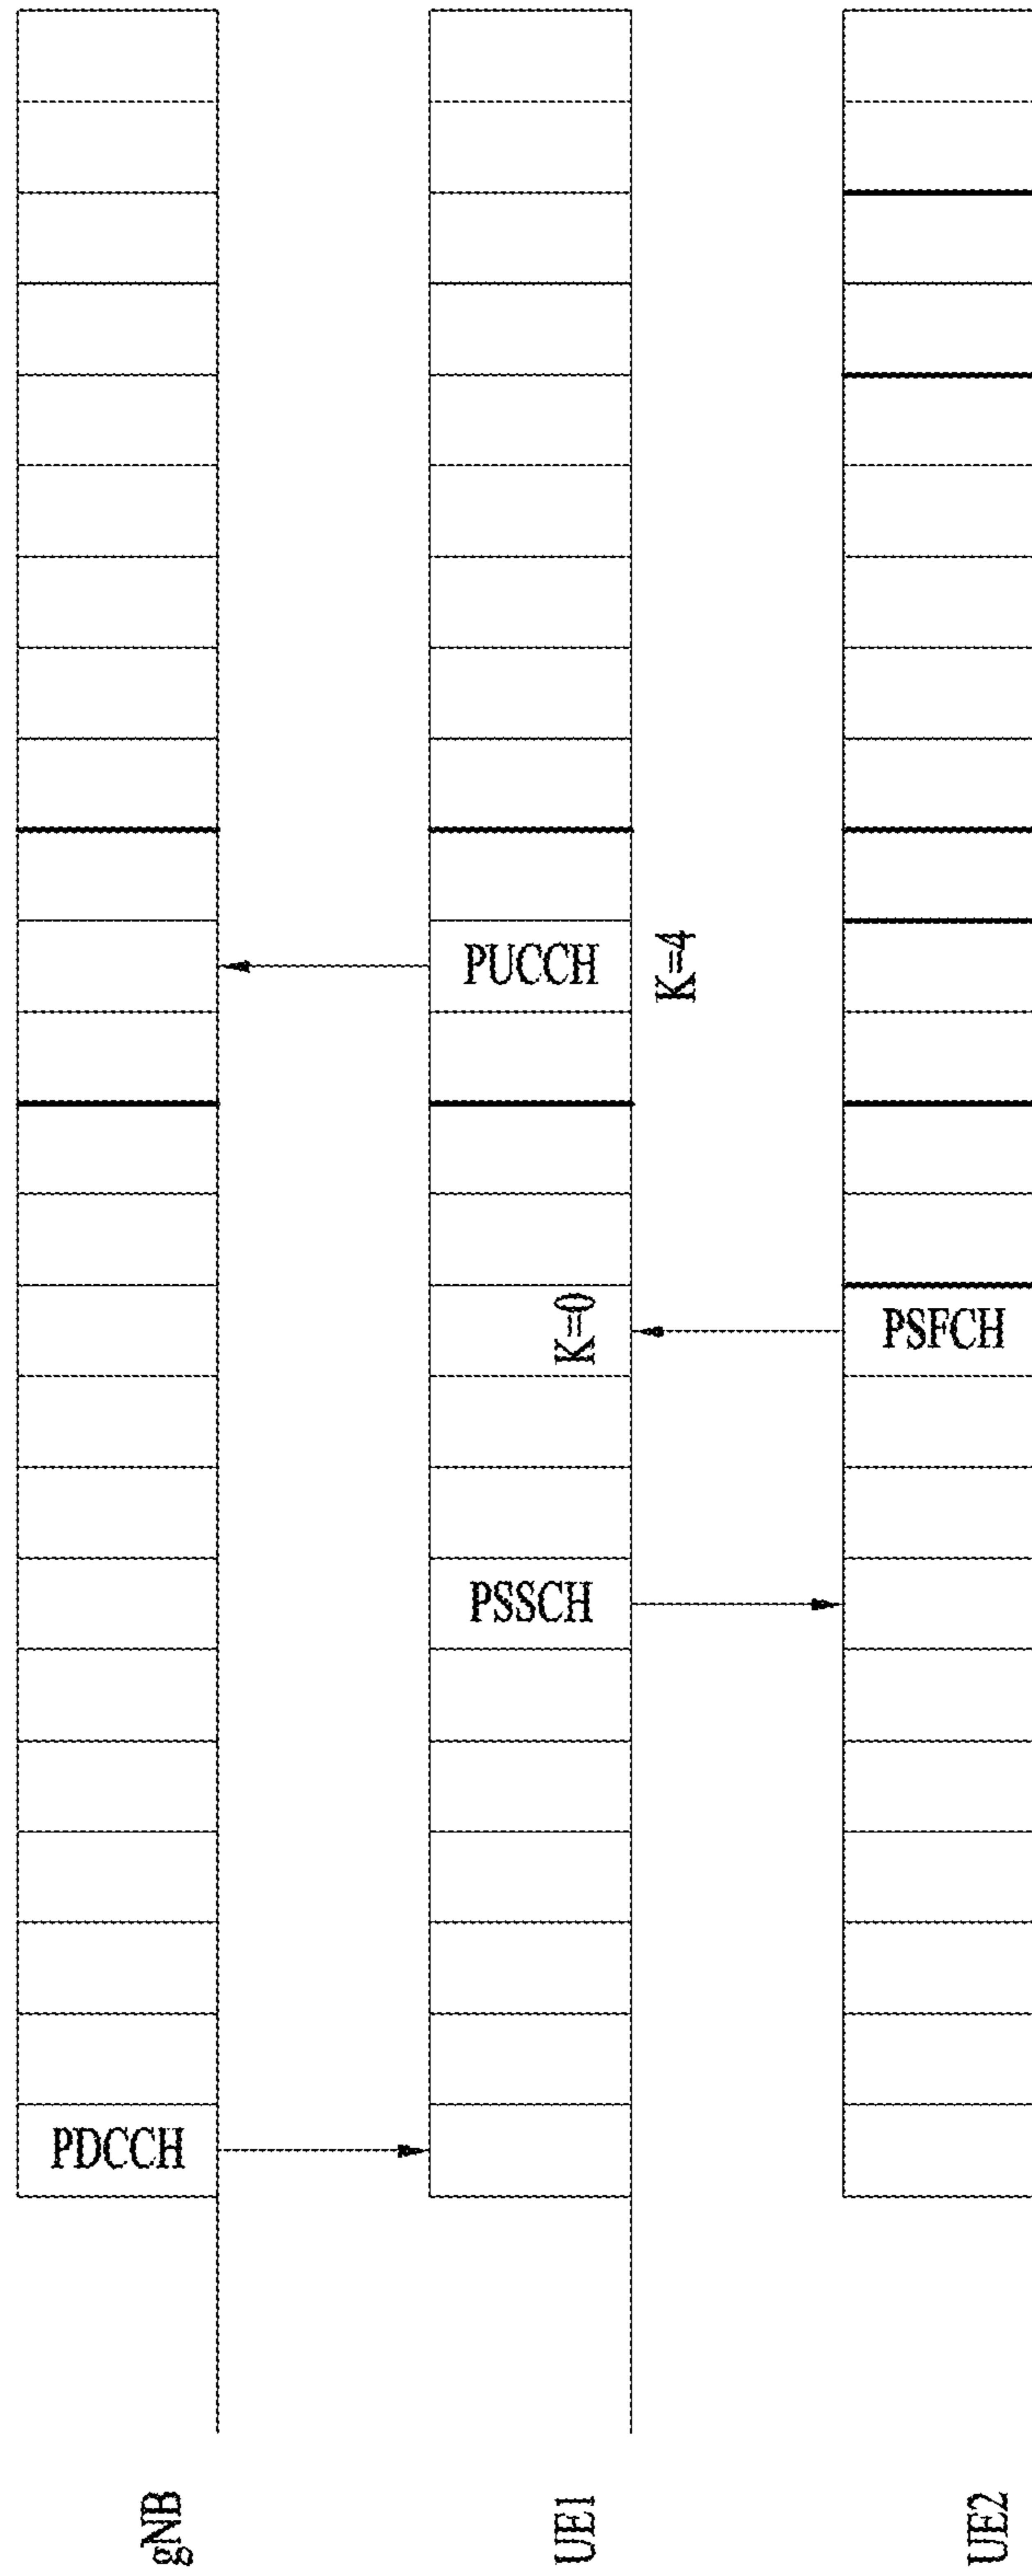 gNB
PDCCH
UE1
PSSCH
K=0
PUCCH
K=4
UE2
PSFCH